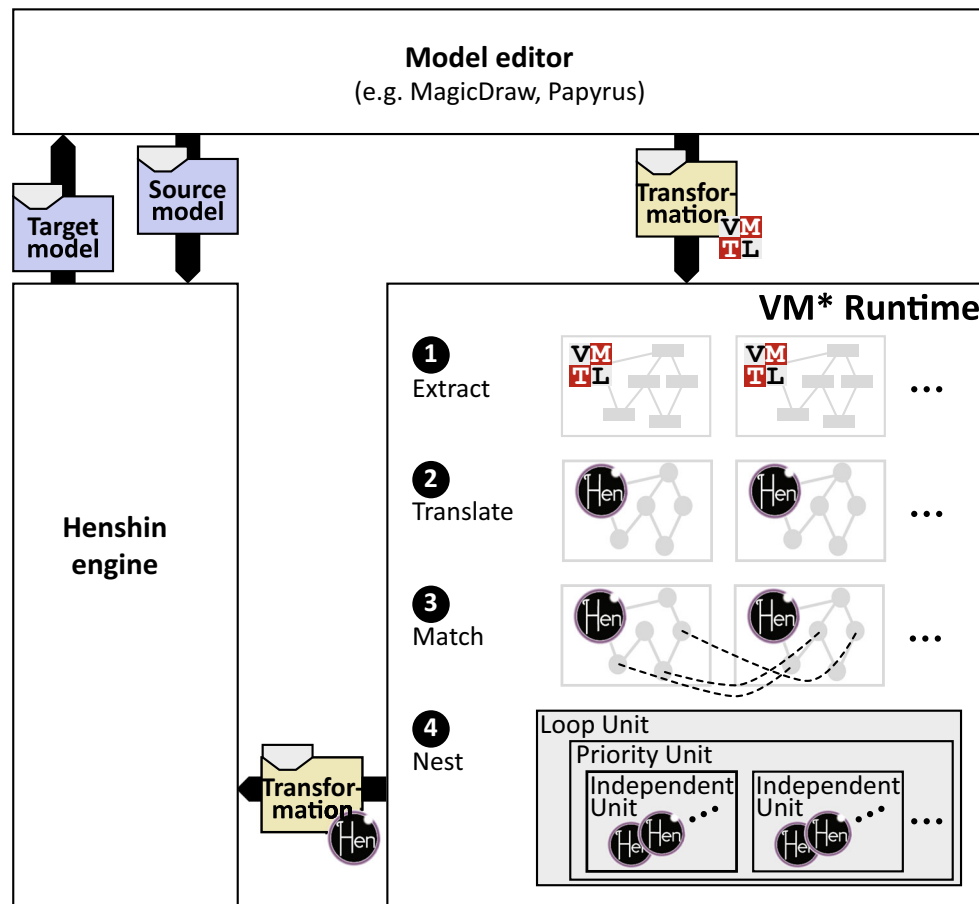 Model editor
(e.g. MagicDraw, Papyrus)
Target
model
Source
model
Transfor-
mation
VM
TL
VM* Runtime
1
Extract
VM
TL
VM
TL
...
2
Translate
Hen
Hen
...
Henshin
engine
3
Match
Hen
Hen
...
4
Nest
Loop Unit
Priority Unit
Independent
Unit
...
Hen
Hen
Independent
Unit
...
Hen
Hen
...
Transfor-
mation
Hen